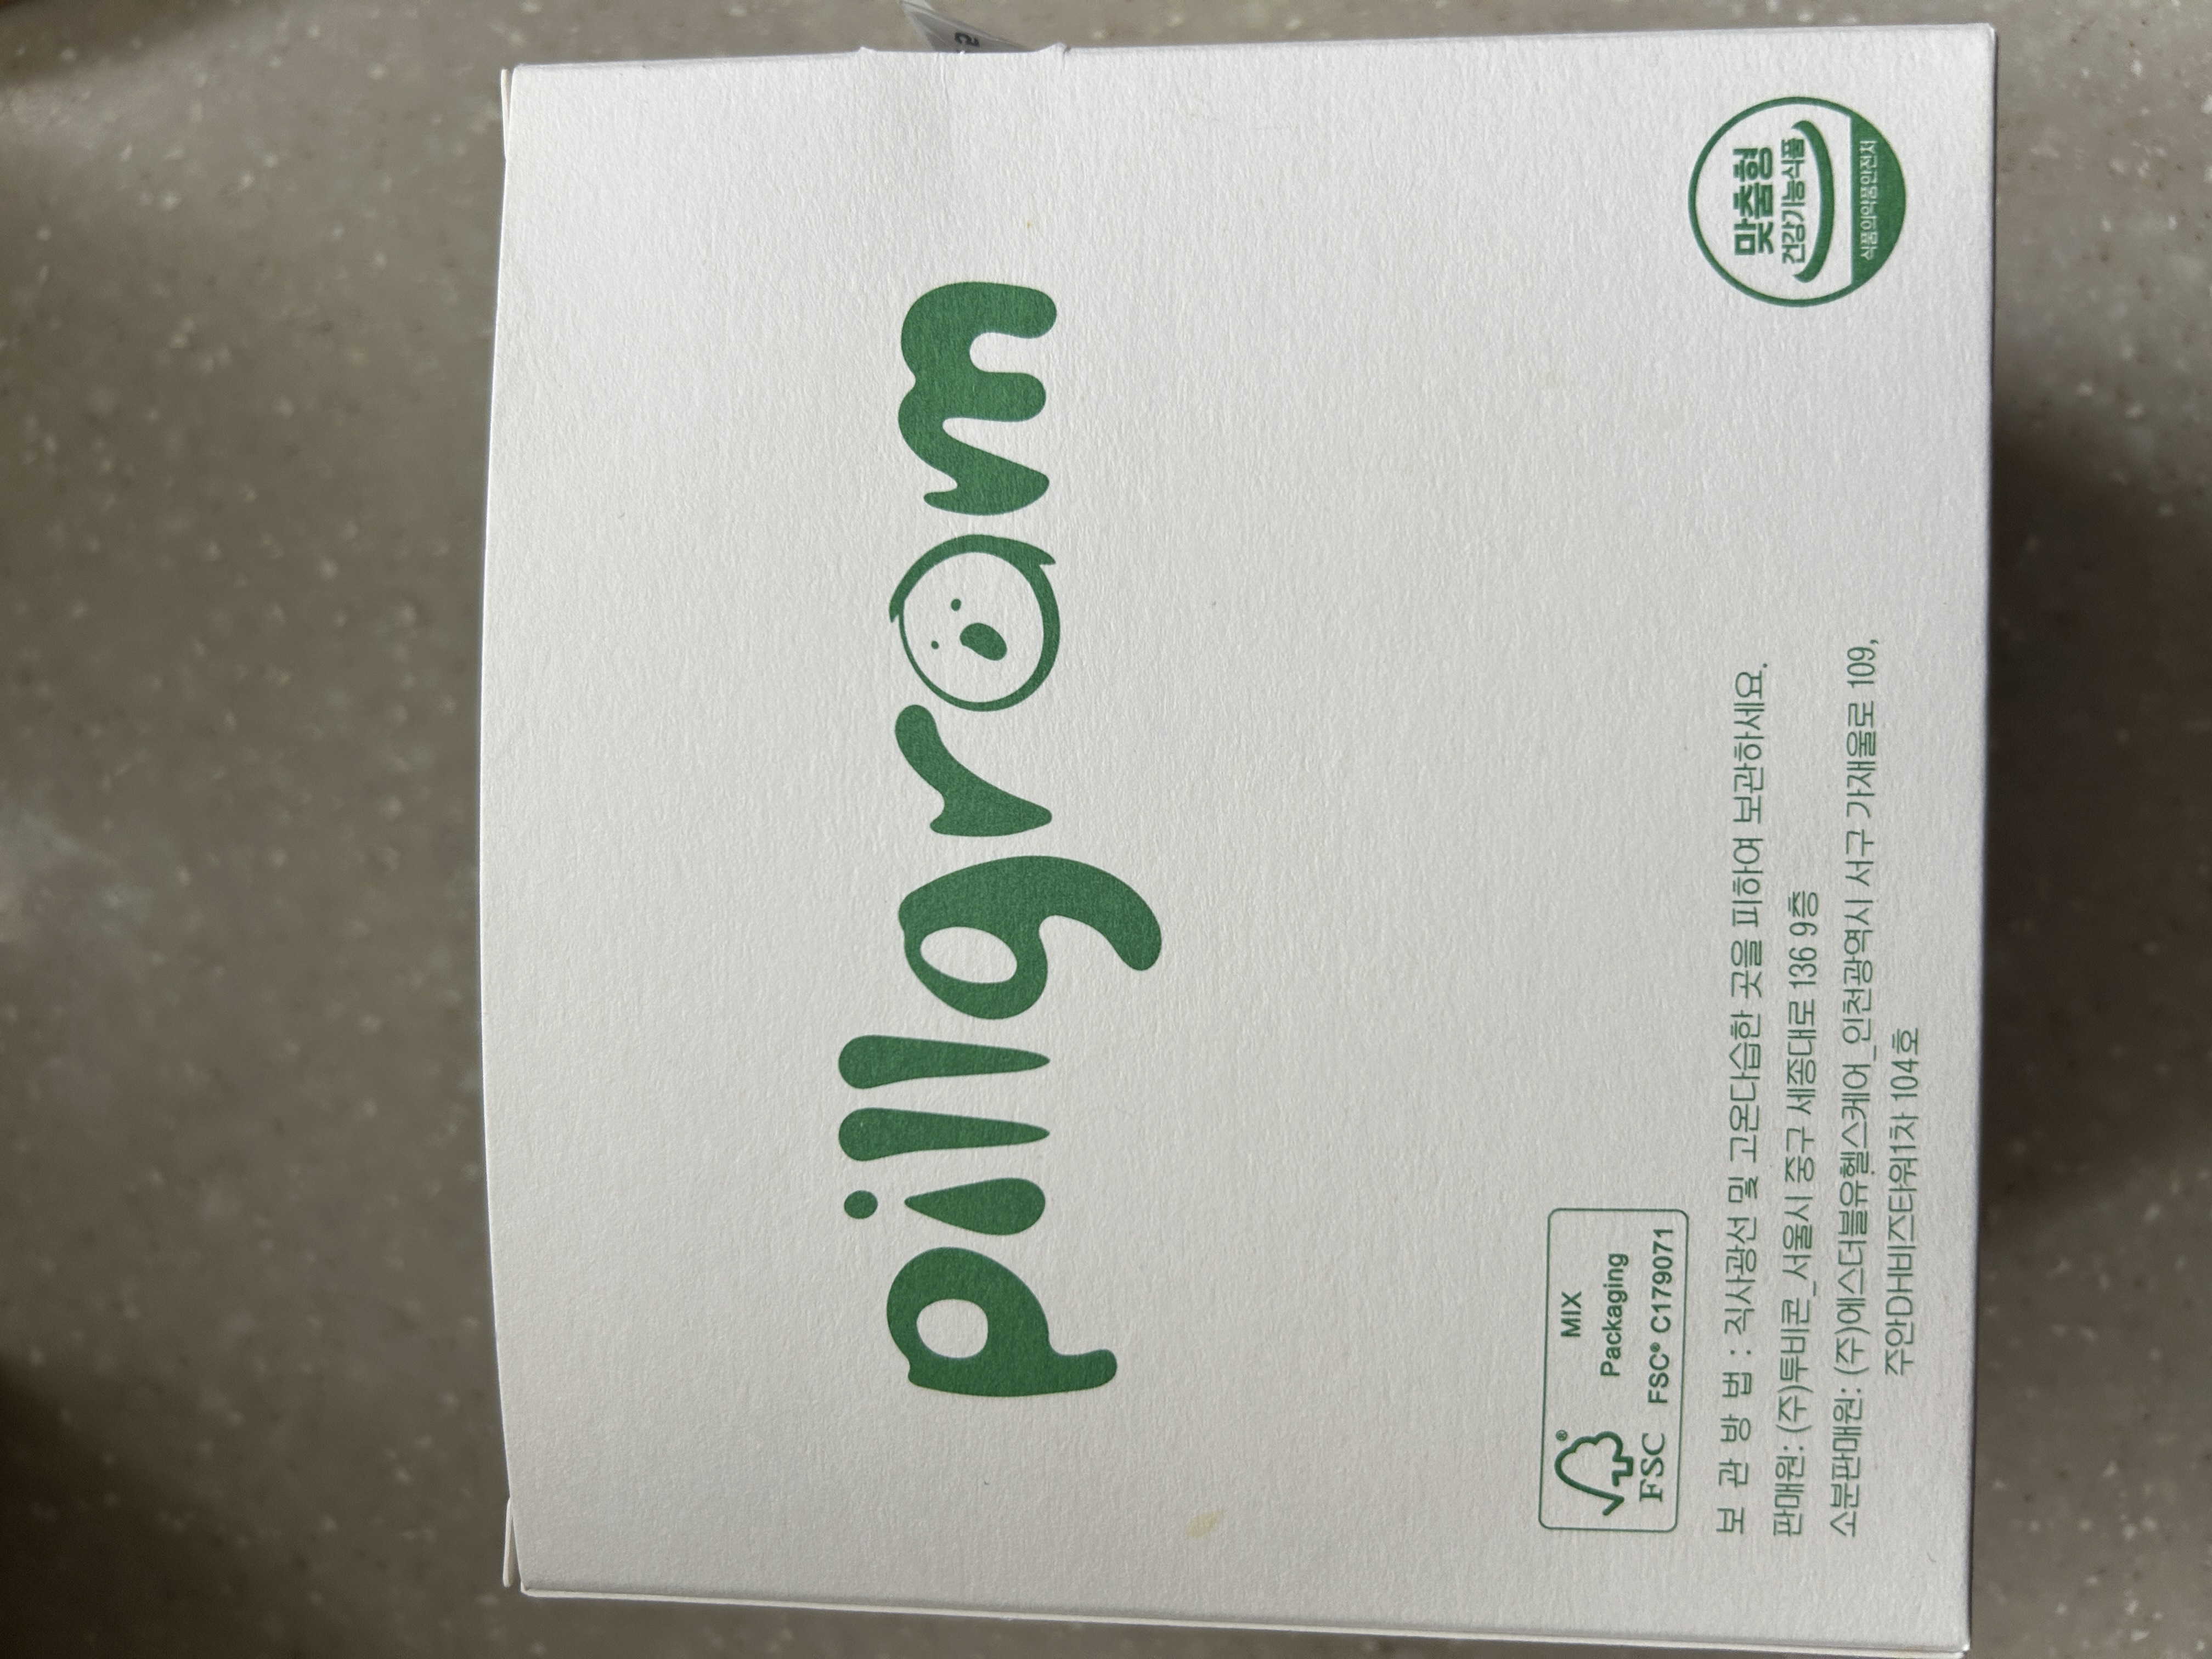 pillgram
MIX
Packaging
FSC® FSC® C179071
보 관 방 법 : 직사광선 및 고온다습한 곳을 피하여 보관하세요.
판매원: (주)투비콘_서울시 중구 세종대로 136 9층
소분판매원: (주)에스더블유헬스케어_인천광역시 서구 가재울로 109,
주안DH비즈타워1차 104호
맞춤형
건강기능식품
식품의약품안전처